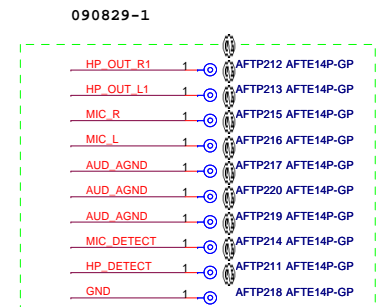 090829-1
HP_OUT_R1 1 AFTP212 AFTE14P-GP
HP_OUT_L1 1 AFTP213 AFTE14P-GP
MIC_R 1 AFTP215 AFTE14P-GP
MIC_L 1 AFTP216 AFTE14P-GP
AUD_AGND 1 AFTP217 AFTE14P-GP
AUD_AGND 1 AFTP220 AFTE14P-GP
AUD_AGND 1 AFTP219 AFTE14P-GP
MIC_DETECT 1 AFTP214 AFTE14P-GP
HP_DETECT 1 AFTP211 AFTE14P-GP
GND 1 AFTP218 AFTE14P-GP